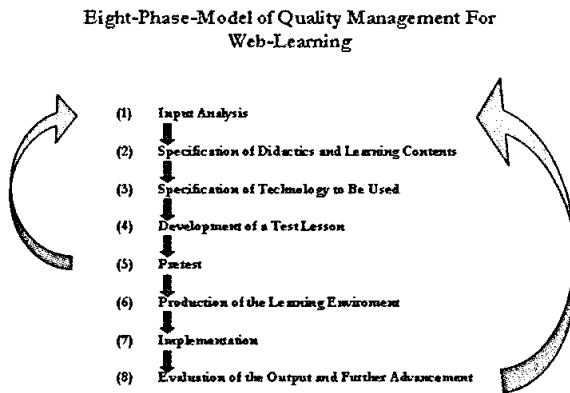 Eight-Phase-Model of Quality Management For
Web-Learning
(1) Input Analysis
(2) Specification of Didactics and Learning Contents
(3) Specification of Technology to Be Used
(4) Development of a Test Lesson
(5) Pretest
(6) Production of the Learning Enviroment
(7) Implementation
(8) Evaluation of the Output and Further Advancement